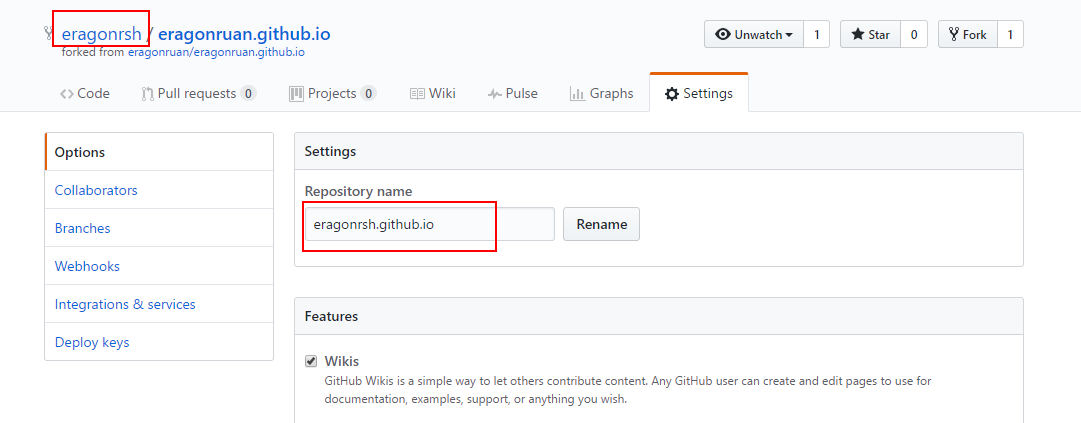 eragonrsh / eragonruan.github.io
Unwatch 1 Star 0 Fork 1
forked from eragonruan/eragonruan.github.io
Code Pull requests 0 Projects 0 Wiki Pulse Graphs Settings
Options
Collaborators
Branches
Webhooks
Integrations & services
Deploy keys
Settings
Repository name
eragonrsh.github.io Rename
Features
Wikis
GitHub Wikis is a simple way to let others contribute content. Any GitHub user can create and edit pages to use for
documentation, examples, support, or anything you wish.